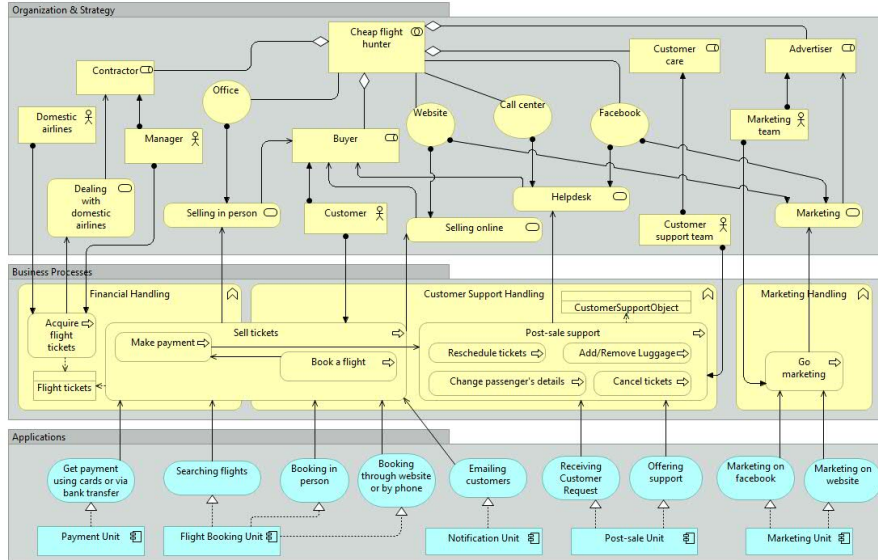 Organization & Strategy
Cheap flight
hunter
Contractor
Customer
care
Advertiser
Office
Website
Call center
Facebook
Domestic
airlines
Manager
Buyer
Marketing
team
Dealing
with
domestic
airlines
Selling in person
Customer
Selling online
Helpdesk
Customer
support team
Marketing
Business Processes
Financial Handling
Customer Support Handling
Marketing Handling
CustomerSupportObject
Acquire
flight
tickets
Sell tickets
Post-sale support
Make payment
Book a flight
Reschedule tickets
Add/Remove Luggage
Go
marketing
Flight tickets
Change passenger's details
Cancel tickets
Applications
Get payment
using cards or via
bank transfer
Searching flights
Booking in
person
Booking
through website
or by phone
Emailing
customers
Receiving
Customer
Request
Offering
support
Marketing on
facebook
Marketing on
website
Payment Unit
Flight Booking Unit
Notification Unit
Post-sale Unit
Marketing Unit